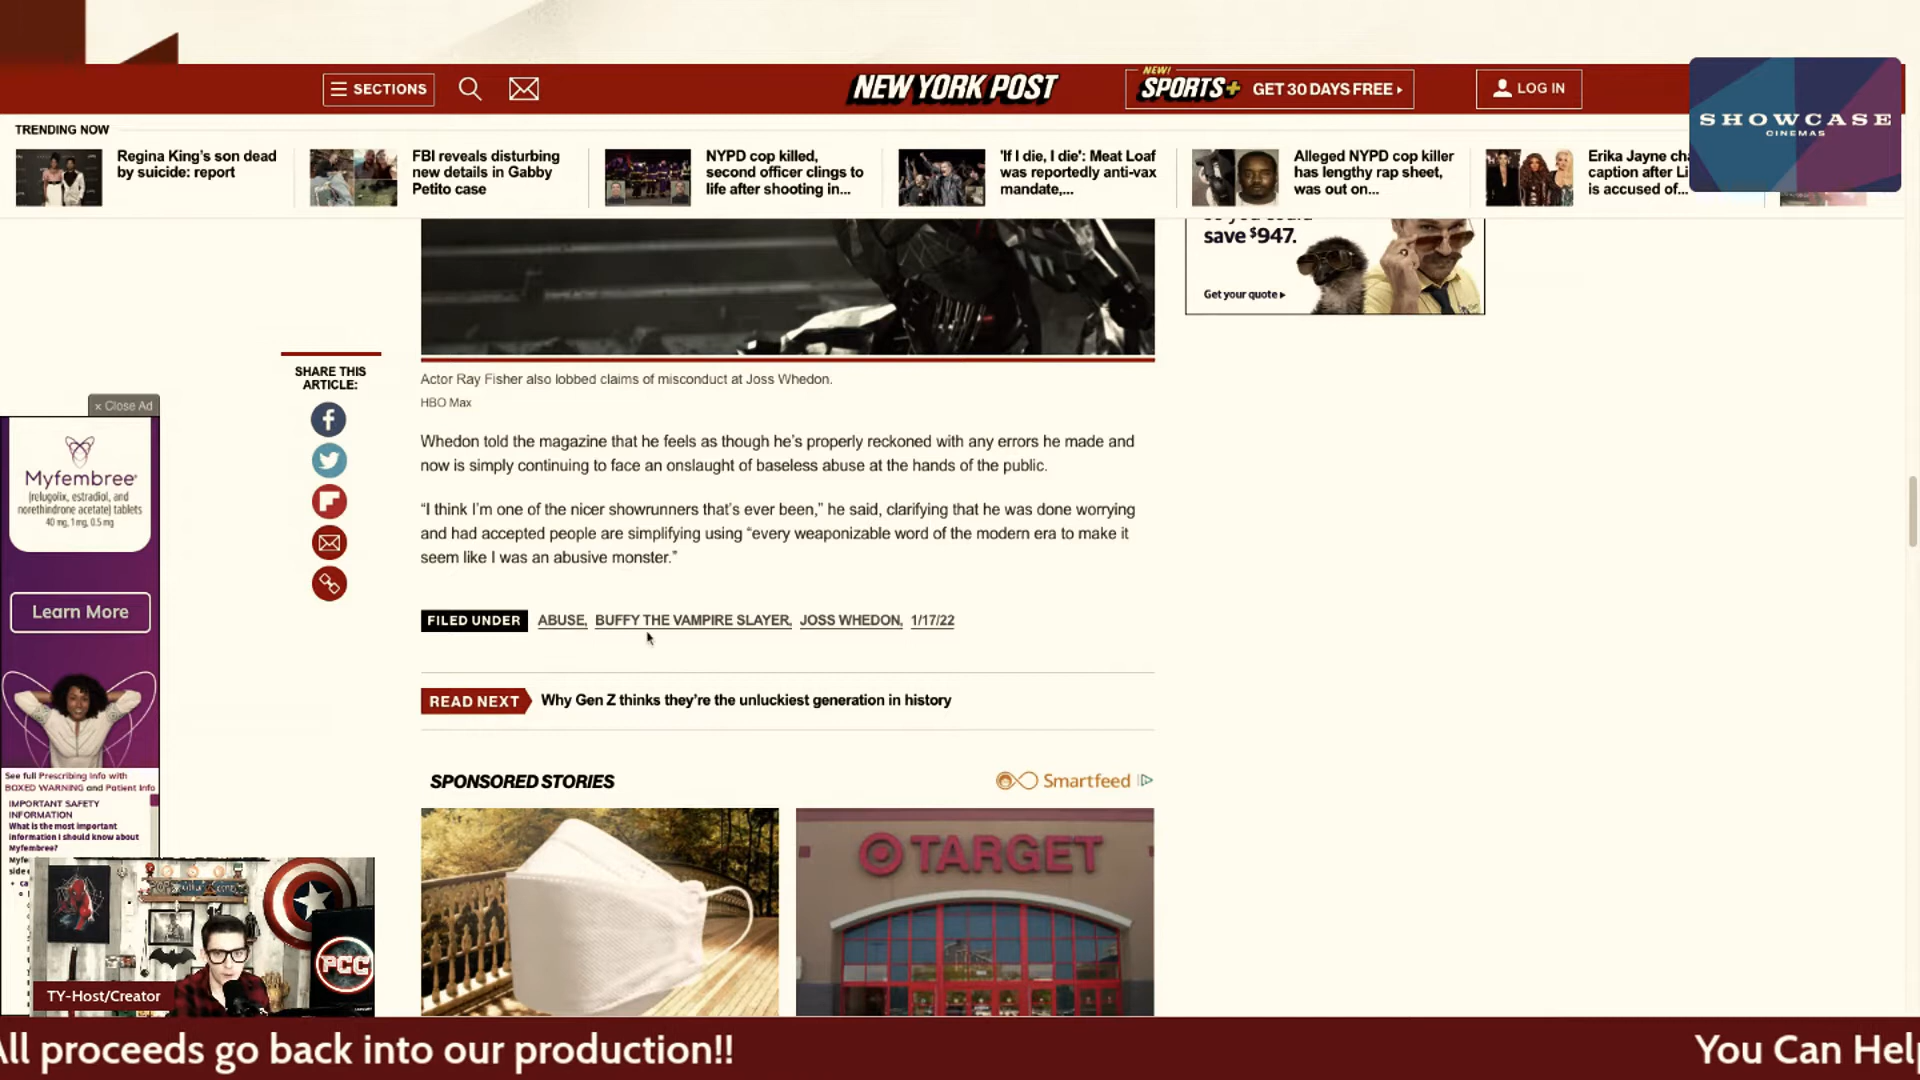 SECTIONS
NEW YORK POST
NEW!
SPORTS+ GET 30 DAYS FREE
LOG IN
SHOWCASE
CINEMAS
TRENDING NOW
Regina King's son dead
by suicide: report
FBI reveals disturbing
new details in Gabby
Petito case
NYPD cop killed,
second officer clings to
life after shooting in...
'If I die, I die': Meat Loaf
was reportedly anti-vax
mandate,...
Alleged NYPD cop killer
has lengthy rap sheet,
was out on...
Erika Jayne
caption after
is accused of...
save $947.
Get your quote
SHARE THIS
ARTICLE:
Actor Ray Fisher also lobbed claims of misconduct at Joss Whedon.
HBO Max
Whedon told the magazine that he feels as though he's properly reckoned with any errors he made and
now is simply continuing to face an onslaught of baseless abuse at the hands of the public.
“I think I'm one of the nicer showrunners that's ever been,” he said, clarifying that he was done worrying
and had accepted people are simplifying using “every weaponizable word of the modern era to make it
seem like I was an abusive monster.”
FILED UNDER ABUSE, BUFFY THE VAMPIRE SLAYER, JOSS WHEDON, 1/17/22
READ NEXT Why Gen Z thinks they're the unluckiest generation in history
SPONSORED STORIES
Smartfeed
TARGET
x Close Ad
Myfembree
(relugolix, estradiol, and
norethindrone acetate) tablets
40 mg, 1 mg, 0.5 mg
Learn More
See full Prescribing Info with
BOXED WARNING and Patient Info
IMPORTANT SAFETY
INFORMATION
What is the most important
information I should know about
Myfembree?
PCC
TY-Host/Creator
All proceeds go back into our production!!
You Can Help